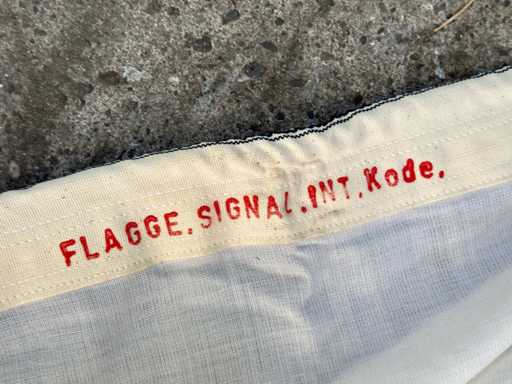 FLAGGE. SIGNAL. INT. Kode.